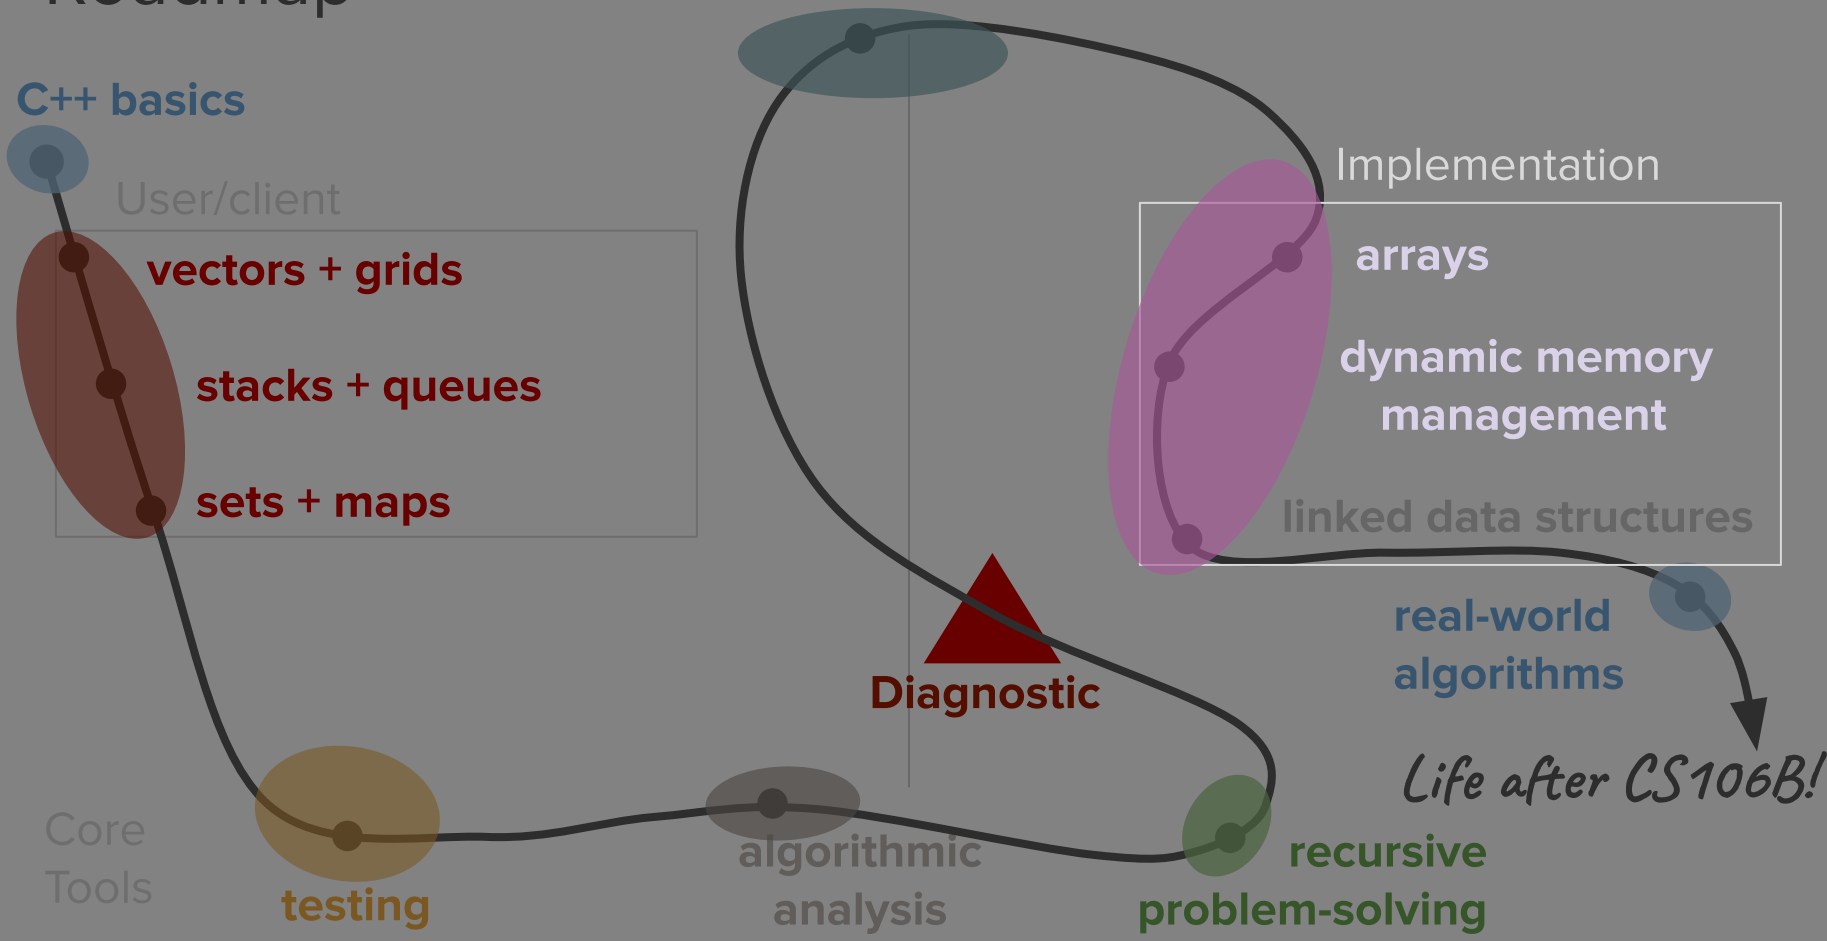 Roadmap
C++ basics
User/client
vectors + grids
stacks + queues
sets + maps
Core
Tools
testing
algorithmic
analysis
recursive
problem-solving
Diagnostic
Implementation
arrays
dynamic memory
management
linked data structures
real-world
algorithms
Life after CS106B!